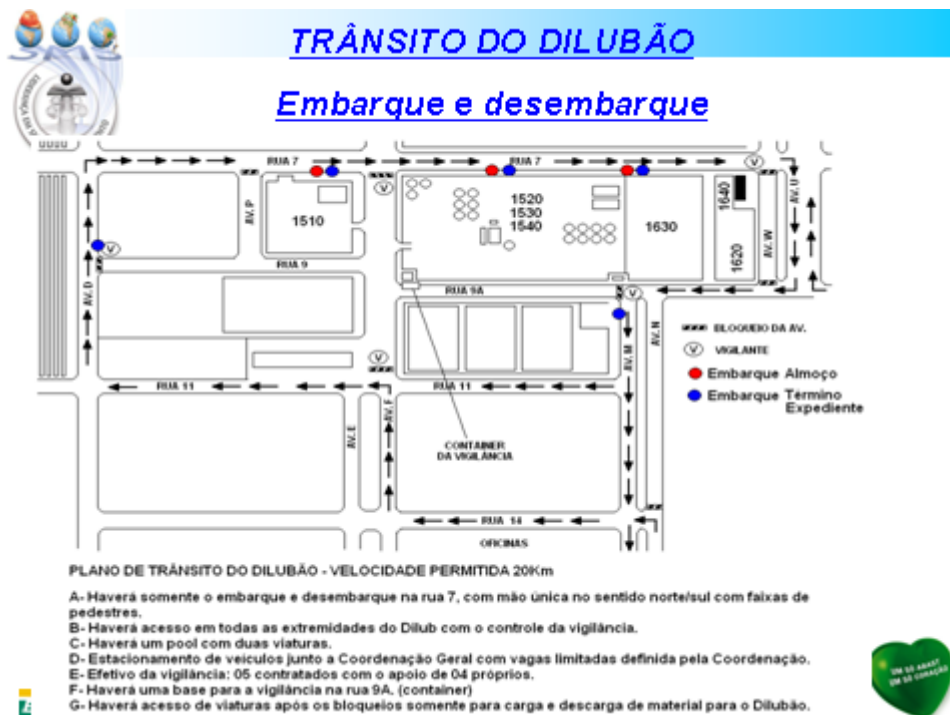 SMS
TRÂNSITO DO DILUBÃO
Embarque e desembarque
RUA 7
RUA 7
AV. P
1510
1520
1530
1540
1630
1640
1620
AV. W
AV. U
AV. D
RUA 9
RUA 9A
AV. M
AV. N
BLOQUEIO DA AV.
V VIGILANTE
Embarque Almoço
Embarque Término
Expediente
RUA 11
RUA 11
AV. E
AV. F
CONTAINER
DA VIGILÂNCIA
RUA 14
OFICINAS
PLANO DE TRÂNSITO DO DILUBÃO - VELOCIDADE PERMITIDA 20Km
A- Haverá somente o embarque e desembarque na rua 7, com mão única no sentido norte/sul com faixas de
pedestres.
B- Haverá acesso em todas as extremidades do Dilub com o controle da vigilância.
C- Haverá um pool com duas viaturas.
D- Estacionamento de veículos junto a Coordenação Geral com vagas limitadas definida pela Coordenação.
E- Efetivo da vigilância: 05 contratados com o apoio de 04 próprios.
F- Haverá uma base para a vigilância na rua 9A. (container)
G- Haverá acesso de viaturas após os bloqueios somente para carga e descarga de material para o Dilubão.
UM SÓ ABAST
UM SÓ CORAÇÃO